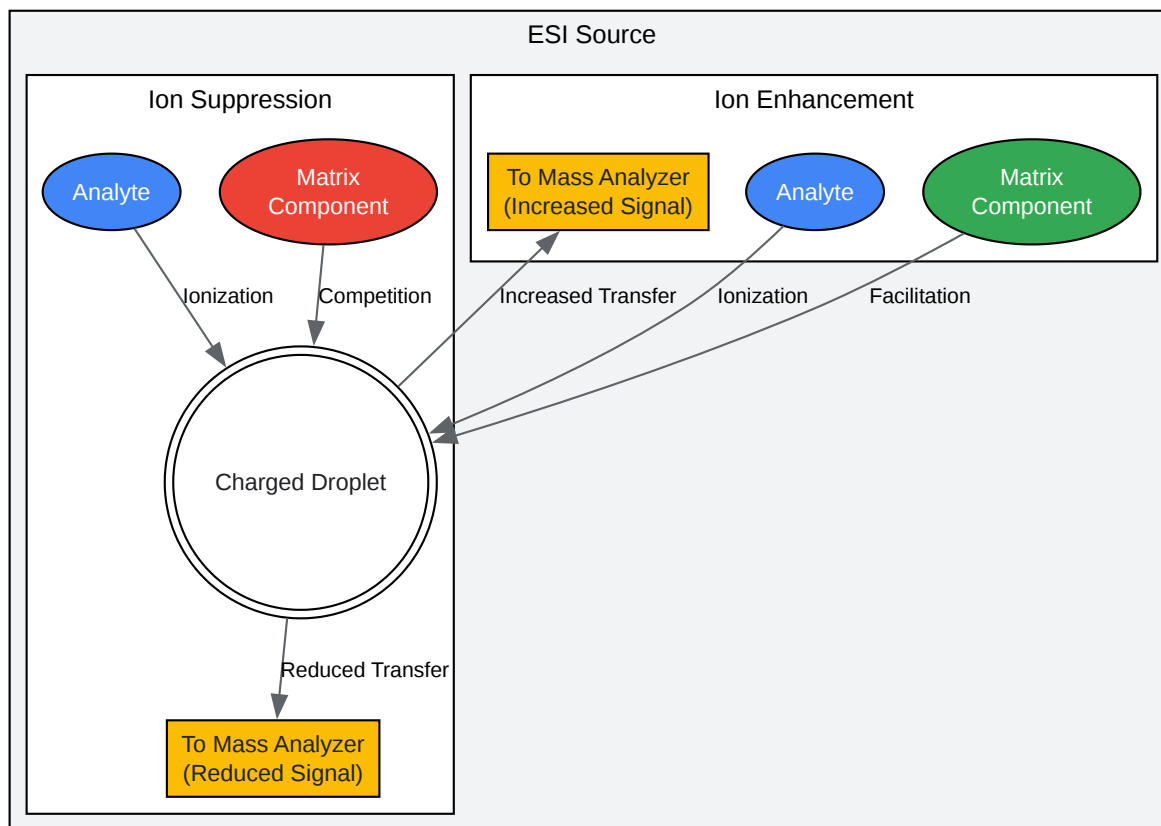 ESI Source
Ion Suppression
Analyte
Matrix
Component
Ionization
Competition
Charged Droplet
Reduced Transfer
To Mass Analyzer
(Reduced Signal)
Ion Enhancement
To Mass Analyzer
(Increased Signal)
Analyte
Matrix
Component
Increased Transfer
Ionization
Facilitation